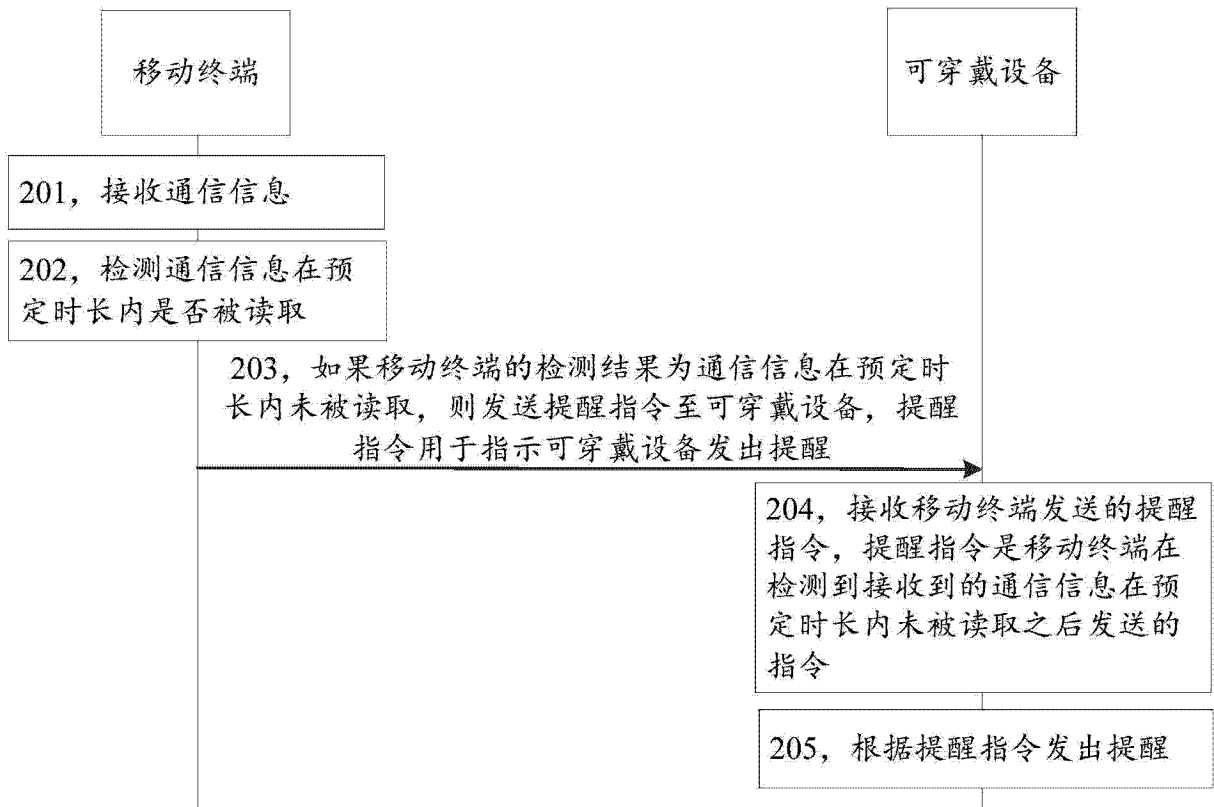 移动终端
可穿戴设备
201，接收通信信息
202，检测通信信息在预
定时长内是否被读取
203，如果移动终端的检测结果为通信信息在预定时
长内未被读取，则发送提醒指令至可穿戴设备，提醒
指令用于指示可穿戴设备发出提醒
204，接收移动终端发送的提醒
指令，提醒指令是移动终端在
检测到接收到的通信信息在预
定时长内未被读取之后发送的
指令
205，根据提醒指令发出提醒